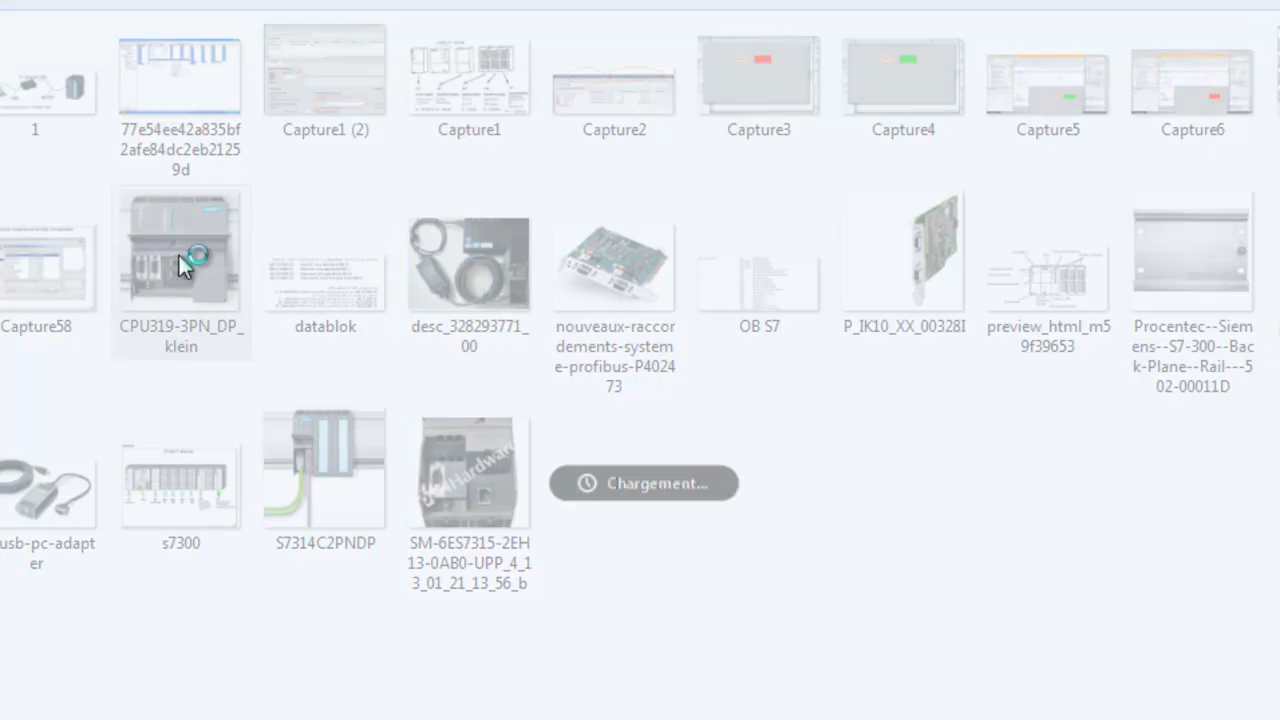 1
77e54ee42a835bf
2afe84dc2eb2125
9d
Capture1 (2)
Capture1
Capture2
Capture3
Capture4
Capture5
Capture6
Capture58
CPU319-3PN_DP_
klein
datablok
desc_328293771_
00
nouveaux-raccor
dements-system
e-profibus-P402
473
OB S7
P_IK10_XX_00328I
preview_html_m5
9f39653
Procentec--Siem
ens--S7-300--Bac
k-Plane--Rail---5
02-00011D
usb-pc-adapt
er
s7300
S7314C2PNDP
SM-6ES7315-2EH
13-0AB0-UPP_4_1
3_01_21_13_56_b
Chargement...